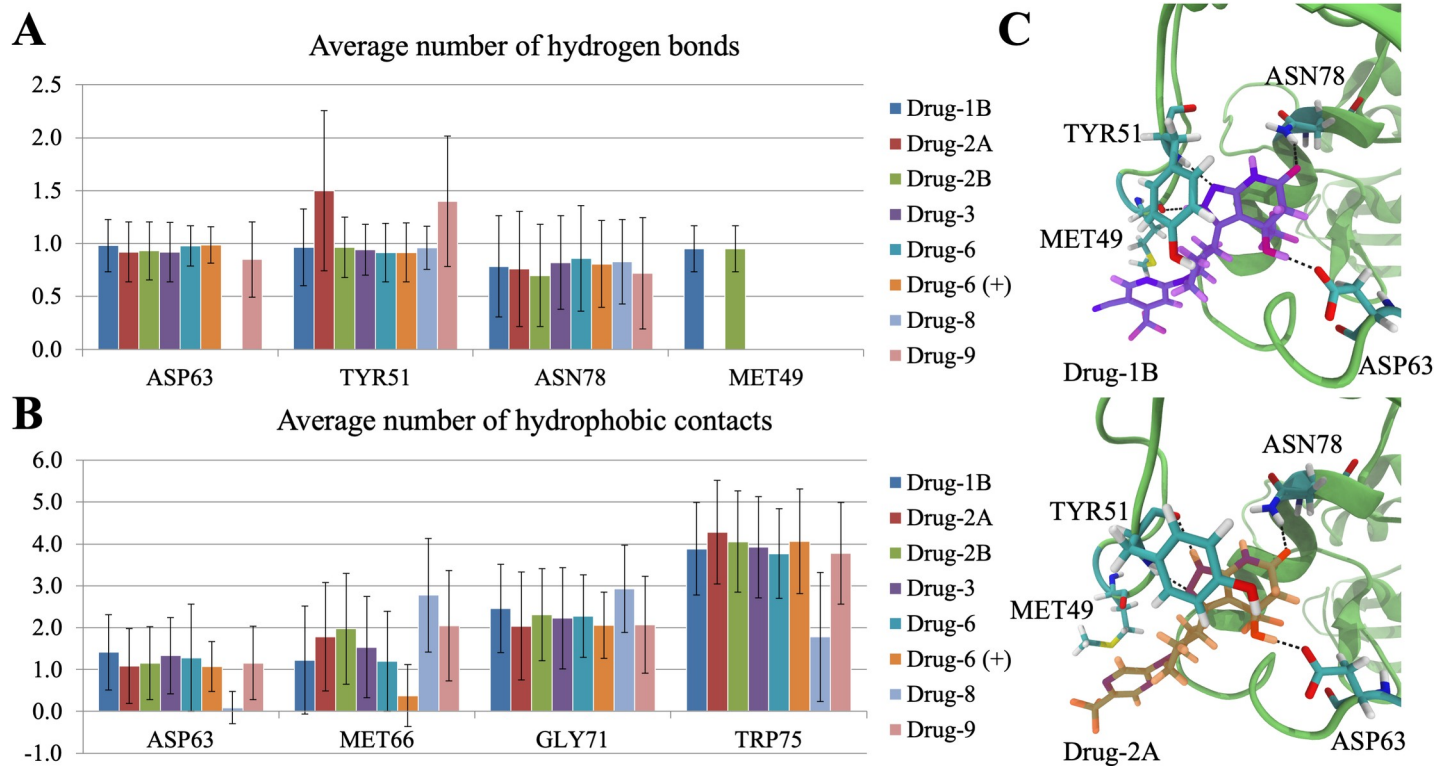 A
Average number of hydrogen bonds
2.5
2.0
1.5
1.0
0.5
0.0
ASP63 TYR51 ASN78 MET49
Drug-1B
Drug-2A
Drug-2B
Drug-3
Drug-6
Drug-6 (+)
Drug-8
Drug-9
B
Average number of hydrophobic contacts
6.0
5.0
4.0
3.0
2.0
1.0
0.0
-1.0
ASP63 MET66 GLY71 TRP75
Drug-1B
Drug-2A
Drug-2B
Drug-3
Drug-6
Drug-6 (+)
Drug-8
Drug-9
C
ASN78
TYR51
MET49
Drug-1B
ASP63
ASN78
TYR51
MET49
Drug-2A
ASP63